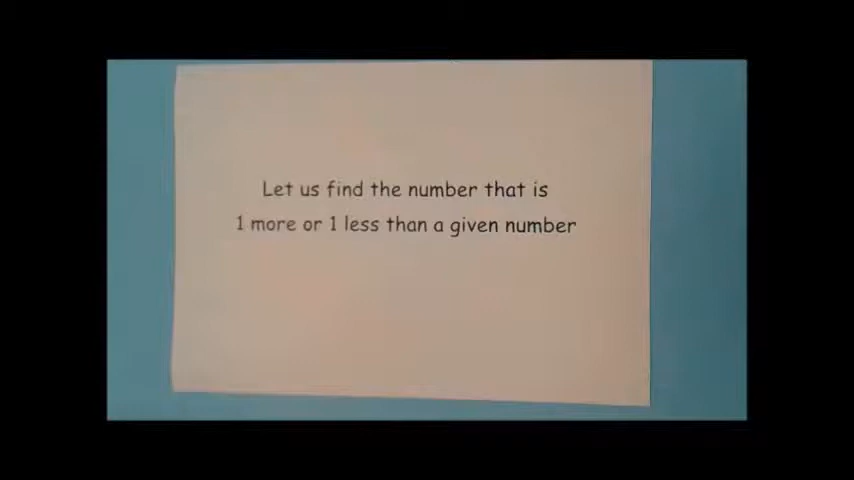 Let us find the number that is
1 more or 1 less than a given number